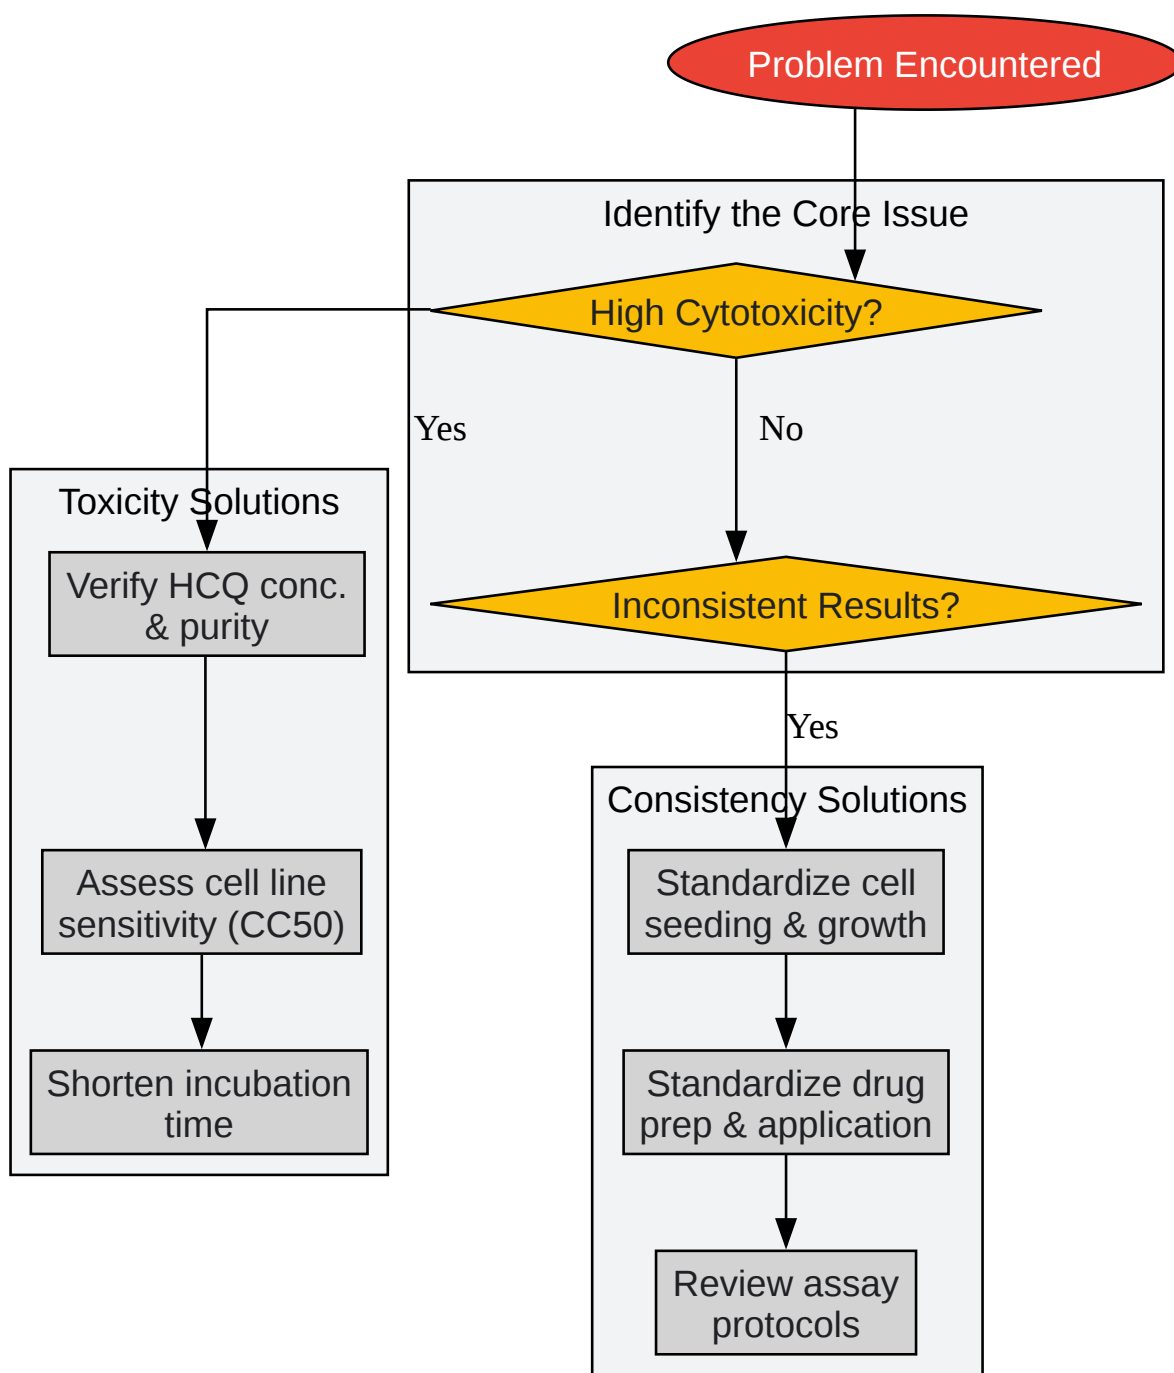 Problem Encountered
Identify the Core Issue
High Cytotoxicity?
Yes
No
Inconsistent Results?
Yes
Toxicity Solutions
Verify HCQ conc.
& purity
Assess cell line
sensitivity (CC50)
Shorten incubation
time
Consistency Solutions
Standardize cell
seeding & growth
Standardize drug
prep & application
Review assay
protocols